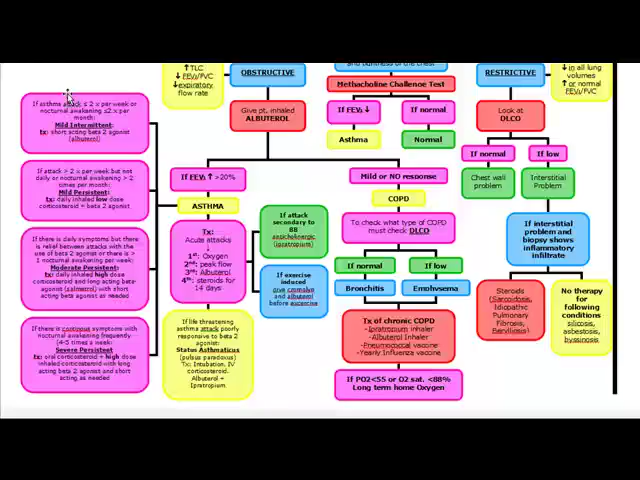 ↑TLC
↓FEV₁/FVC
↓expiratory
flow rate
OBSTRUCTIVE
Methacholine Challenge Test
RESTRICTIVE
↓in all lung
volumes
↑or normal
FEV₁/FVC
Give pt. inhaled
ALBUTEROL
If FEV₁ ↓
If normal
Asthma
Normal
Look at
DLCO
If normal
If low
Chest wall
problem
Interstitial
Problem
If asthma attack ≤ 2 x per week or
nocturnal awakening ≤2 x per
month:
Mild Intermittent:
tx: short acting beta 2 agonist
(albuterol)
If attack > 2 x per week but not
daily or nocturnal awakening > 2
times per month:
Mild Persistent:
tx: daily inhaled low dose
corticosteroid + beta 2 agonist
If there is daily symptoms but there
is relief between attacks with the
use of beta 2 agonist or there is >
1 nocturnal awakening per week:
Moderate Persistent:
tx: daily inhaled high dose
corticosteroid and long acting beta-
2 agonist (salmeterol) with short
acting beta agonist as needed
If there is contious symptoms with
nocturnal awakening frequently
(4-5 times a week:
Severe Persistent
tx: oral corticosteroid + high dose
inhaled corticosteroid with long
acting beta 2 agonist and short
acting as needed
If FEV₁ ↑ >20%
ASTHMA
Tx:
Acute attacks
↓
1st: Oxygen
2nd: peak flow
3rd: Albuterol
4th: steroids for
14 days
If attack
secondary to
BB
antichokenergic
(ipratropium)
If exercise
induced
give cromolyn
and albuterol
before excercise
If life threatening
asthma attack poorly
responsive to beta 2
agonist:
Status Asthmaticus
(pulsus paradoxus)
Tx: Intubation, IV
corticosteroid,
Albuterol +
Ipratropium
Mild or NO response
COPD
To check what type of COPD
must check DLCO
If normal
If low
Bronchitis
Emphysema
Tx of chronic COPD
-Ipratropium inhaler
-Albuterol inhaler
-Pneumococcal vaccine
-Yearly Influenza vaccine
If PO2<55 or O2 sat. <88%
Long term home Oxygen
If interstitial
problem and
biopsy shows
inflammatory
infiltrate
Steroids
(Sarcoidosis,
Idiopathic
Pulmonary
Fibrosis,
Berylliosis)
No therapy
for
following
conditions
silicosis,
asbestosis,
byssinosis